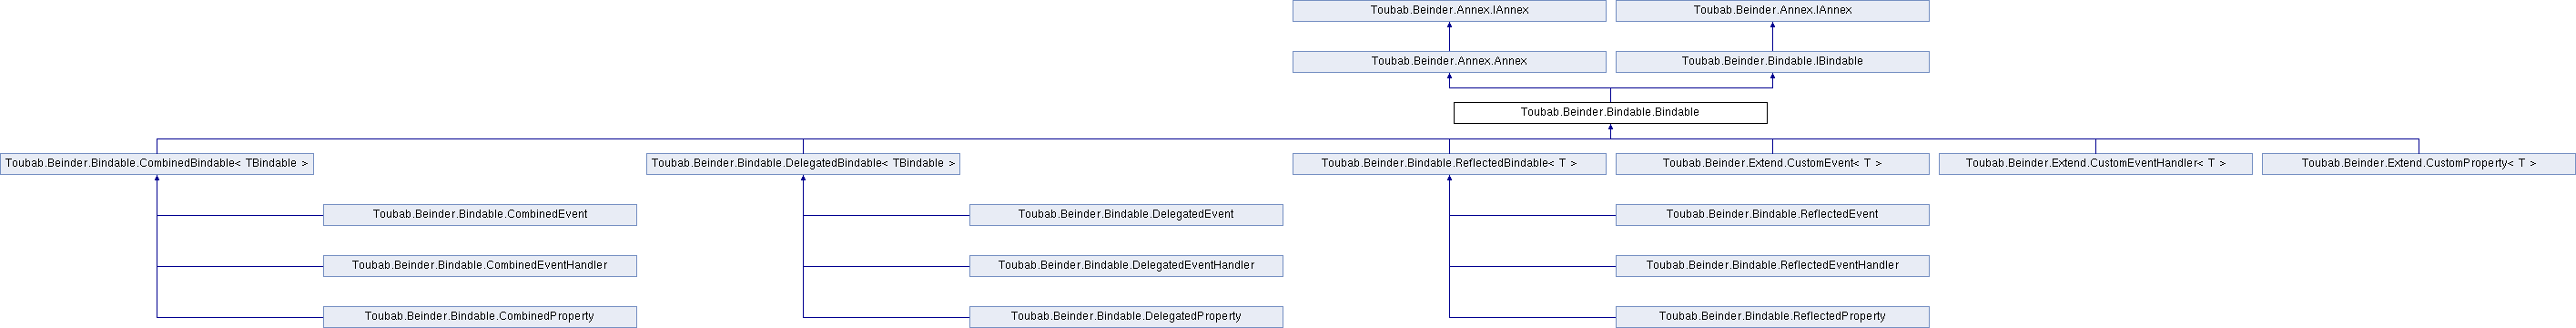 Toubab.Beinder.Annex.IAnnex
Toubab.Beinder.Annex.IAnnex
Toubab.Beinder.Annex.Annex
Toubab.Beinder.Bindable.IBindable
Toubab.Beinder.Bindable.Bindable
Toubab.Beinder.Bindable.CombinedBindable< TBindable >
Toubab.Beinder.Bindable.DelegatedBindable< TBindable >
Toubab.Beinder.Bindable.ReflectedBindable< T >
Toubab.Beinder.Extend.CustomEvent< T >
Toubab.Beinder.Extend.CustomEventHandler< T >
Toubab.Beinder.Extend.CustomProperty< T >
Toubab.Beinder.Bindable.CombinedEvent
Toubab.Beinder.Bindable.DelegatedEvent
Toubab.Beinder.Bindable.ReflectedEvent
Toubab.Beinder.Bindable.CombinedEventHandler
Toubab.Beinder.Bindable.DelegatedEventHandler
Toubab.Beinder.Bindable.ReflectedEventHandler
Toubab.Beinder.Bindable.CombinedProperty
Toubab.Beinder.Bindable.DelegatedProperty
Toubab.Beinder.Bindable.ReflectedProperty